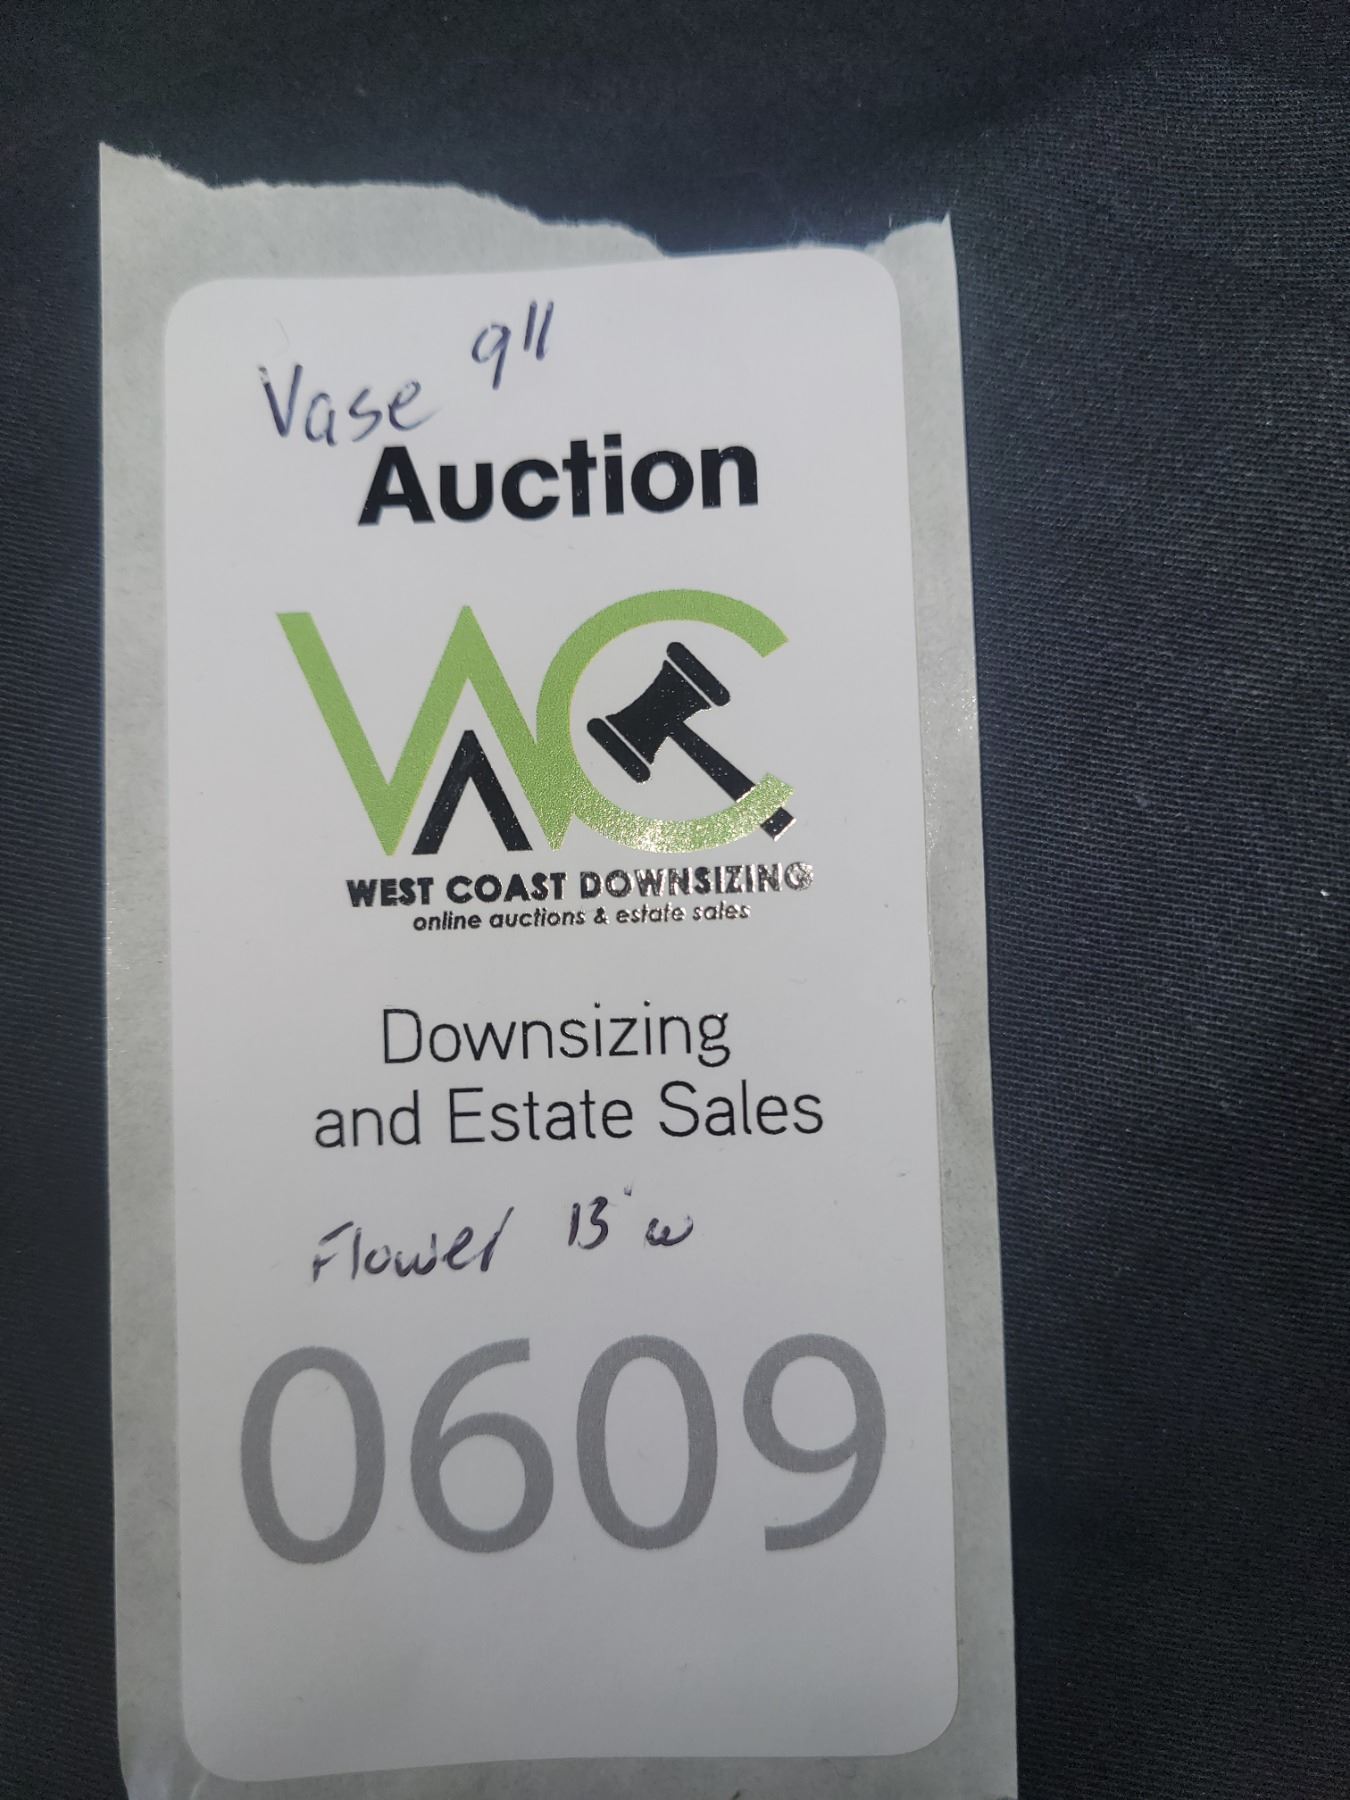 Vase 9"
Auction
WC
WEST COAST DOWNSIZING
online auctions & estate sales
Downsizing
and Estate Sales
Flower 13" w
0609